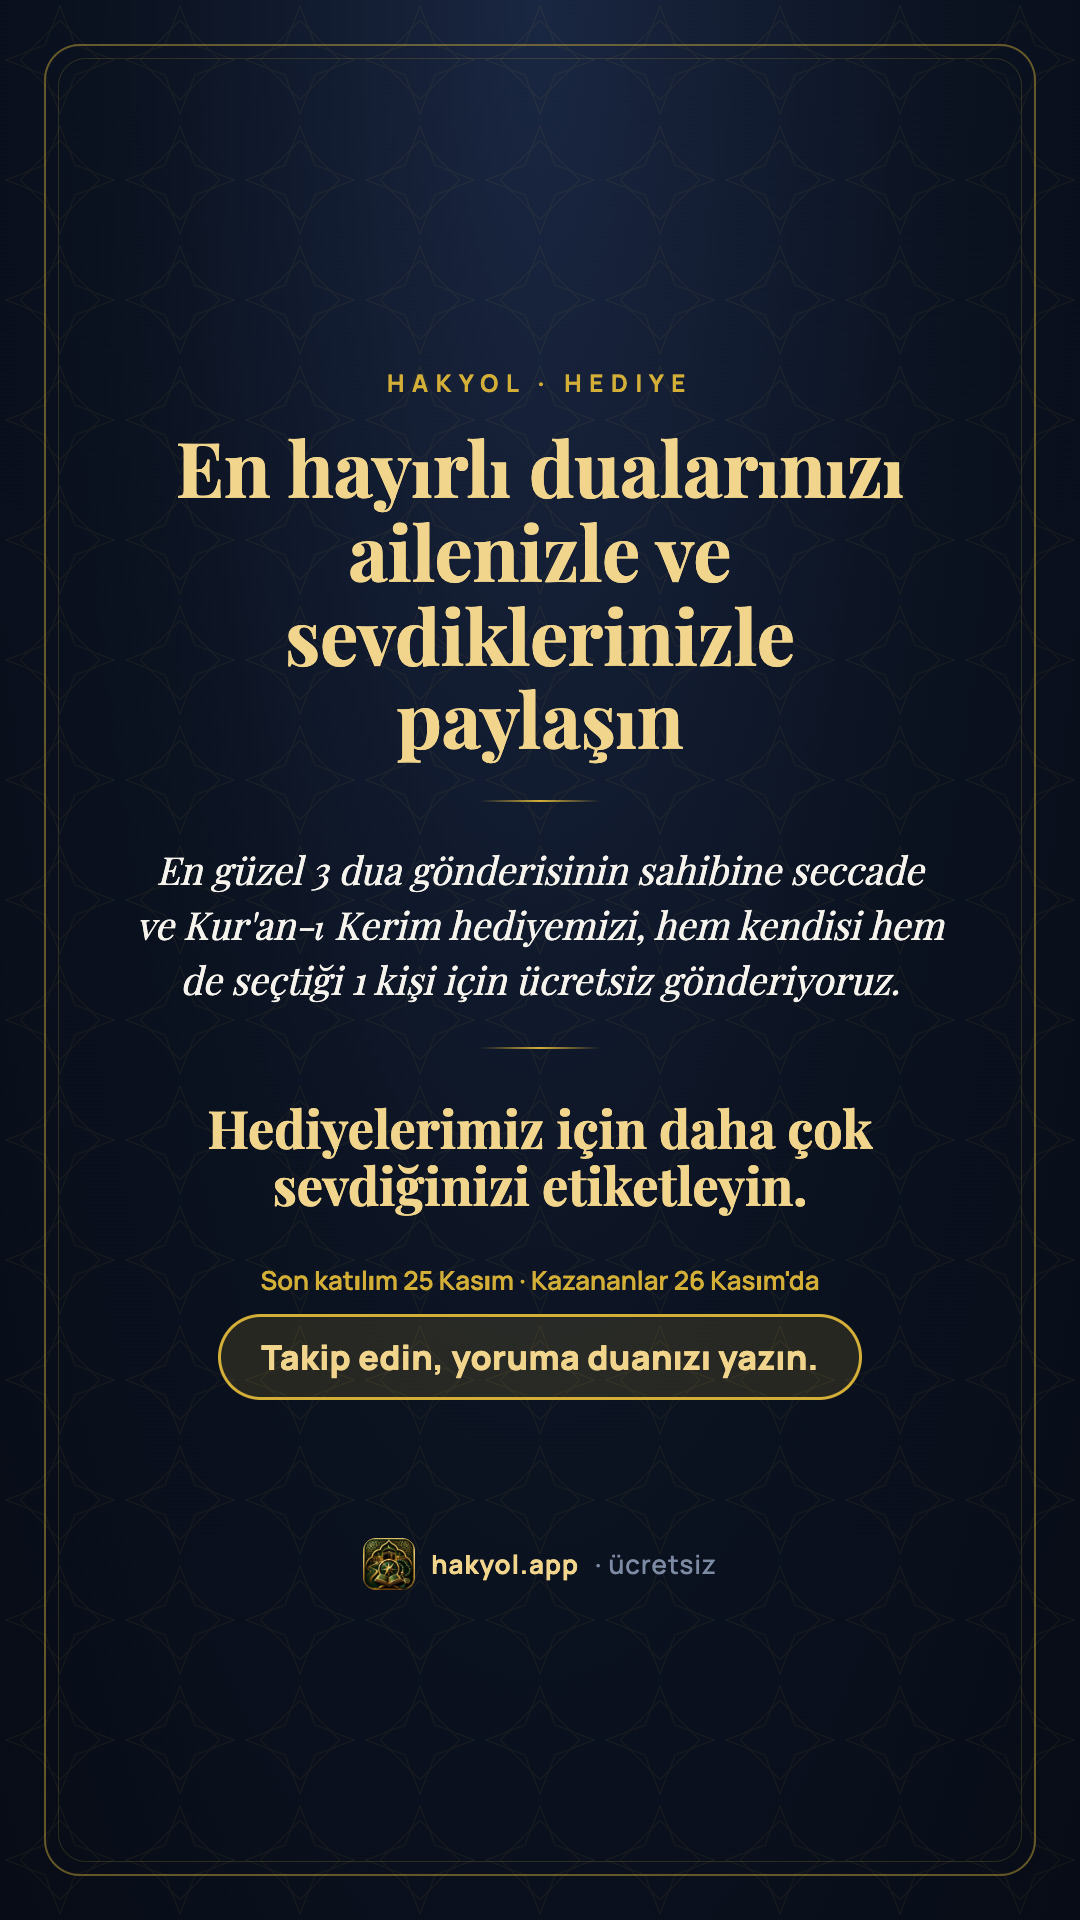 HAKYOL · HEDIYE
En hayırlı dualarınızı
ailenizle ve
sevdiklerinizle
paylaşın
En güzel 3 dua gönderisinin sahibine seccade
ve Kur'an-ı Kerim hediyemizi, hem kendisi hem
de seçtiği 1 kişi için ücretsiz gönderiyoruz.
Hediyelerimiz için daha çok
sevdiğinizi etiketleyin.
Son katılım 25 Kasım · Kazananlar 26 Kasım'da
Takip edin, yoruma duanızı yazın.
hakyol.app · ücretsiz